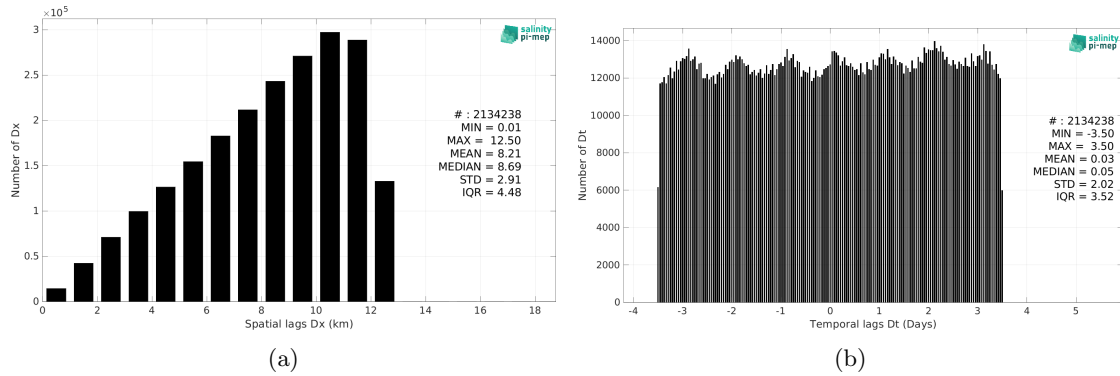 ×10⁵
3
2.5
2
1.5
1
0.5
0
Number of Dx
0 2 4 6 8 10 12 14 16 18
Spatial lags Dx (km)
salinity
pi-mep
# : 2134238
MIN = 0.01
MAX = 12.50
MEAN = 8.21
MEDIAN = 8.69
STD = 2.91
IQR = 4.48
(a)
14000
12000
10000
8000
6000
4000
2000
0
Number of Dt
-4 -3 -2 -1 0 1 2 3 4 5
Temporal lags Dt (Days)
salinity
pi-mep
# : 2134238
MIN = -3.50
MAX = 3.50
MEAN = 0.03
MEDIAN = 0.05
STD = 2.02
IQR = 3.52
(b)